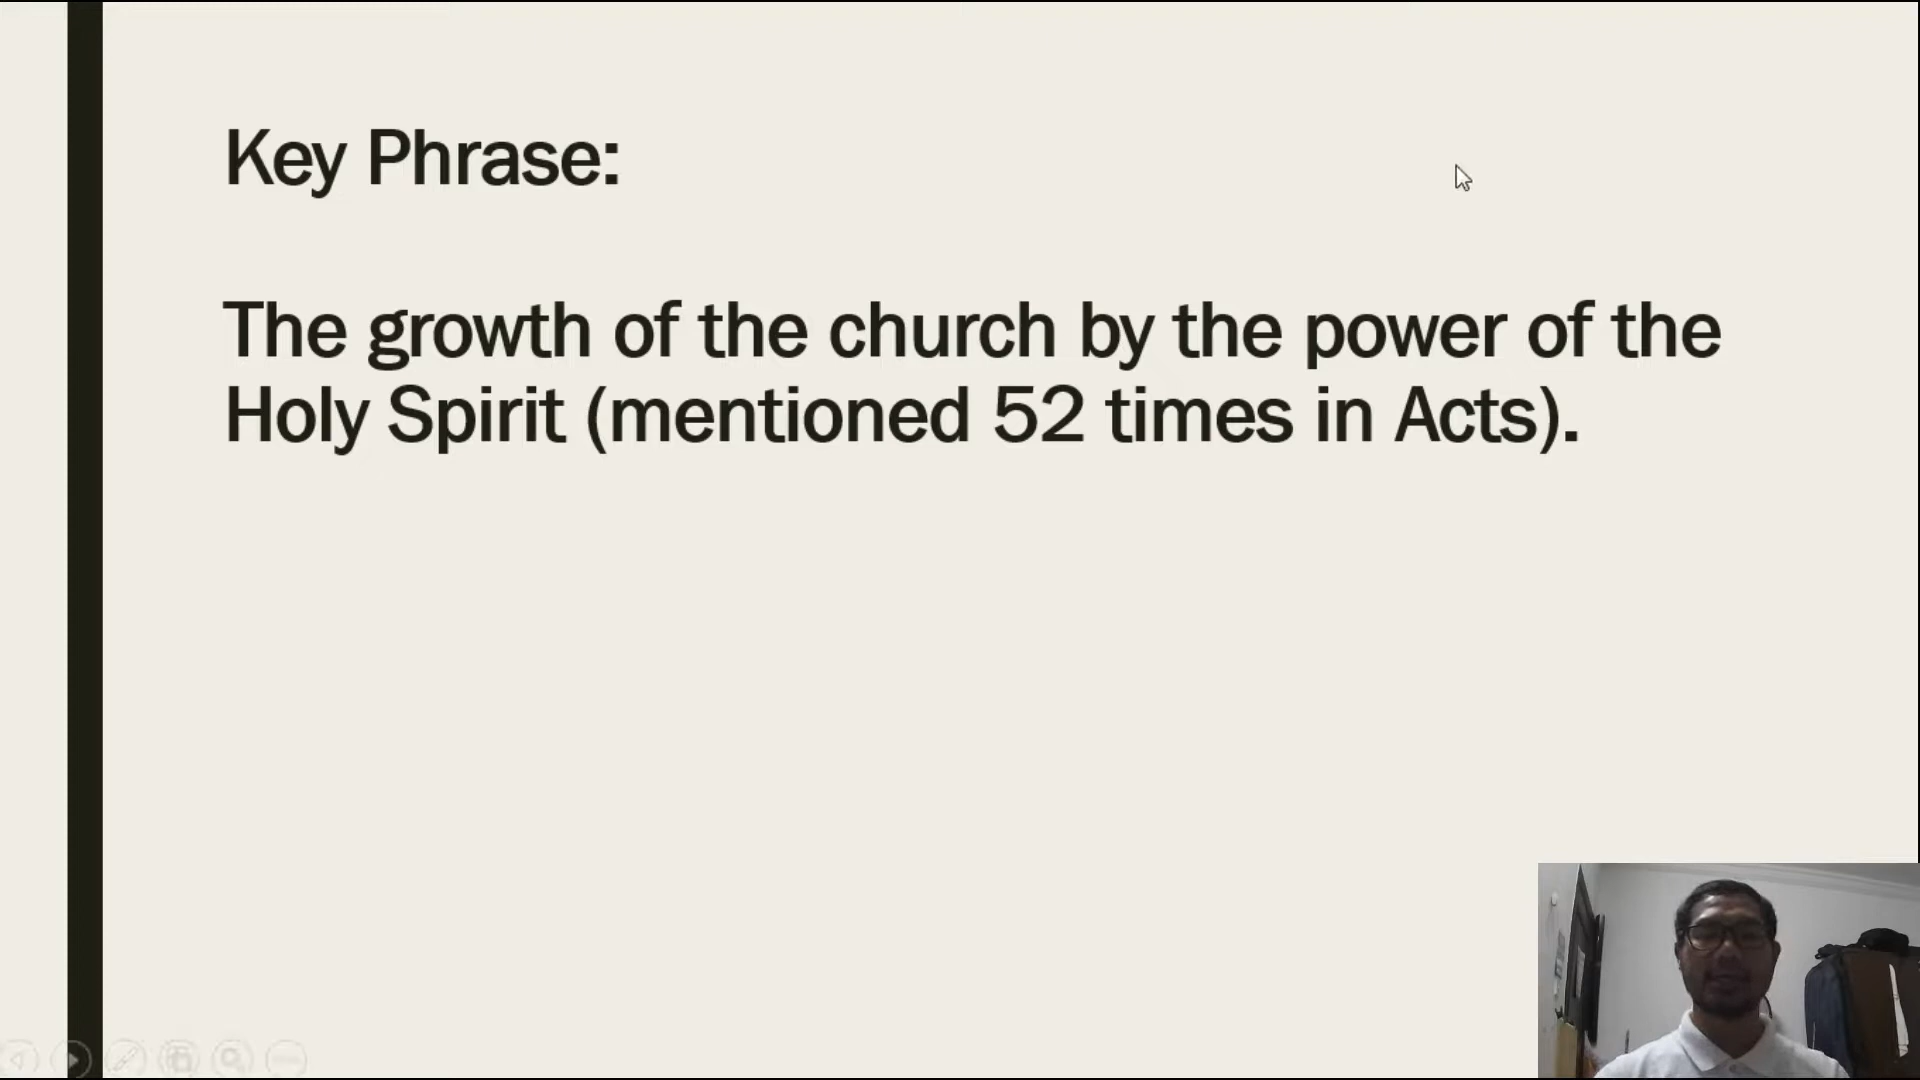 Key Phrase:
The growth of the church by the power of the
Holy Spirit (mentioned 52 times in Acts).